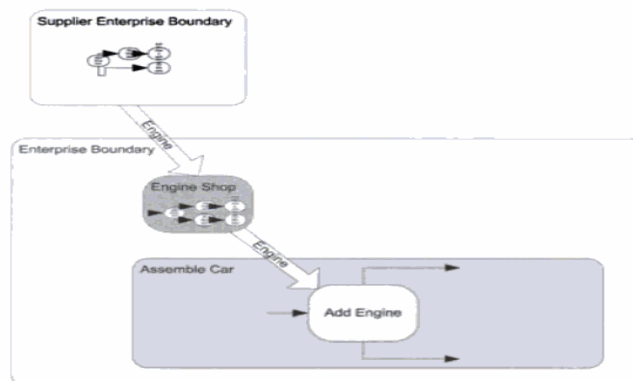 Supplier Enterprise Boundary
Engine
Enterprise Boundary
Engine Shop
Engine
Assemble Car
Add Engine